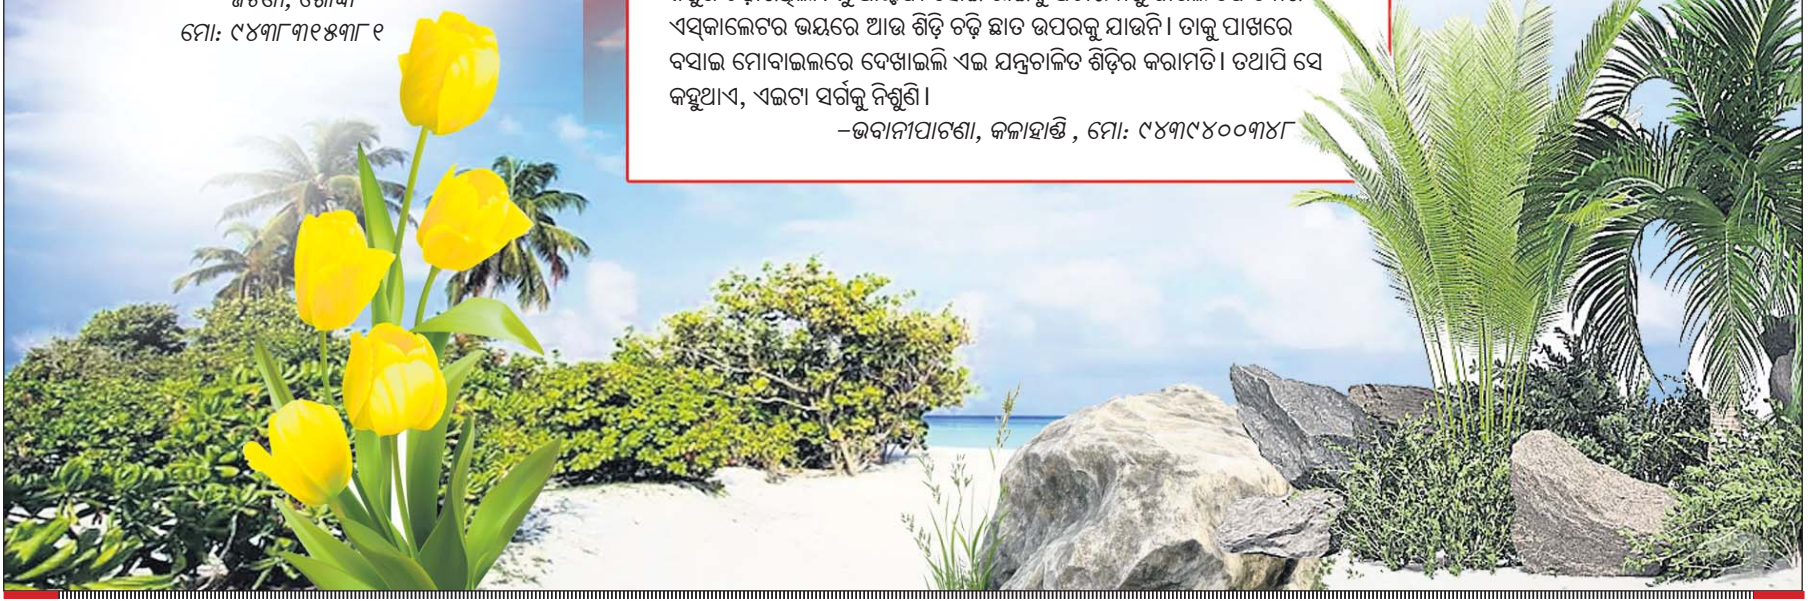 ମୋ: ୯୪୩୮୩୧୫୩୮୧
ଏସ୍କାଲେଟର ଭୟରେ ଆଉ ଶିଡ଼ି ଚଢ଼ି ଛାତ ଉପରକୁ ଯାଉନି। ତାକୁ ପାଖରେ
ବସାଇ ମୋବାଇଲରେ ଦେଖାଇଲି ଏଇ ଯନ୍ତ୍ରଚାଳିତ ଶିଡ଼ିର କରାମତି। ତଥାପି ସେ
କହୁଥାଏ, ଏଇଟା ସର୍ଗକୁ ନିଶୁଣି।
–ଭବାନୀପାଟଣା, କଳାହାଣ୍ଡି , ମୋ: ୯୪୩୯୪୦୦୩୪୮